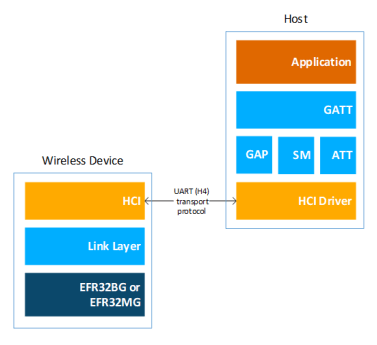 Host
Application
GATT
GAP SM ATT
HCI Driver
Wireless Device
HCI
UART (H4)
transport
protocol
Link Layer
EFR32BG or
EFR32MG